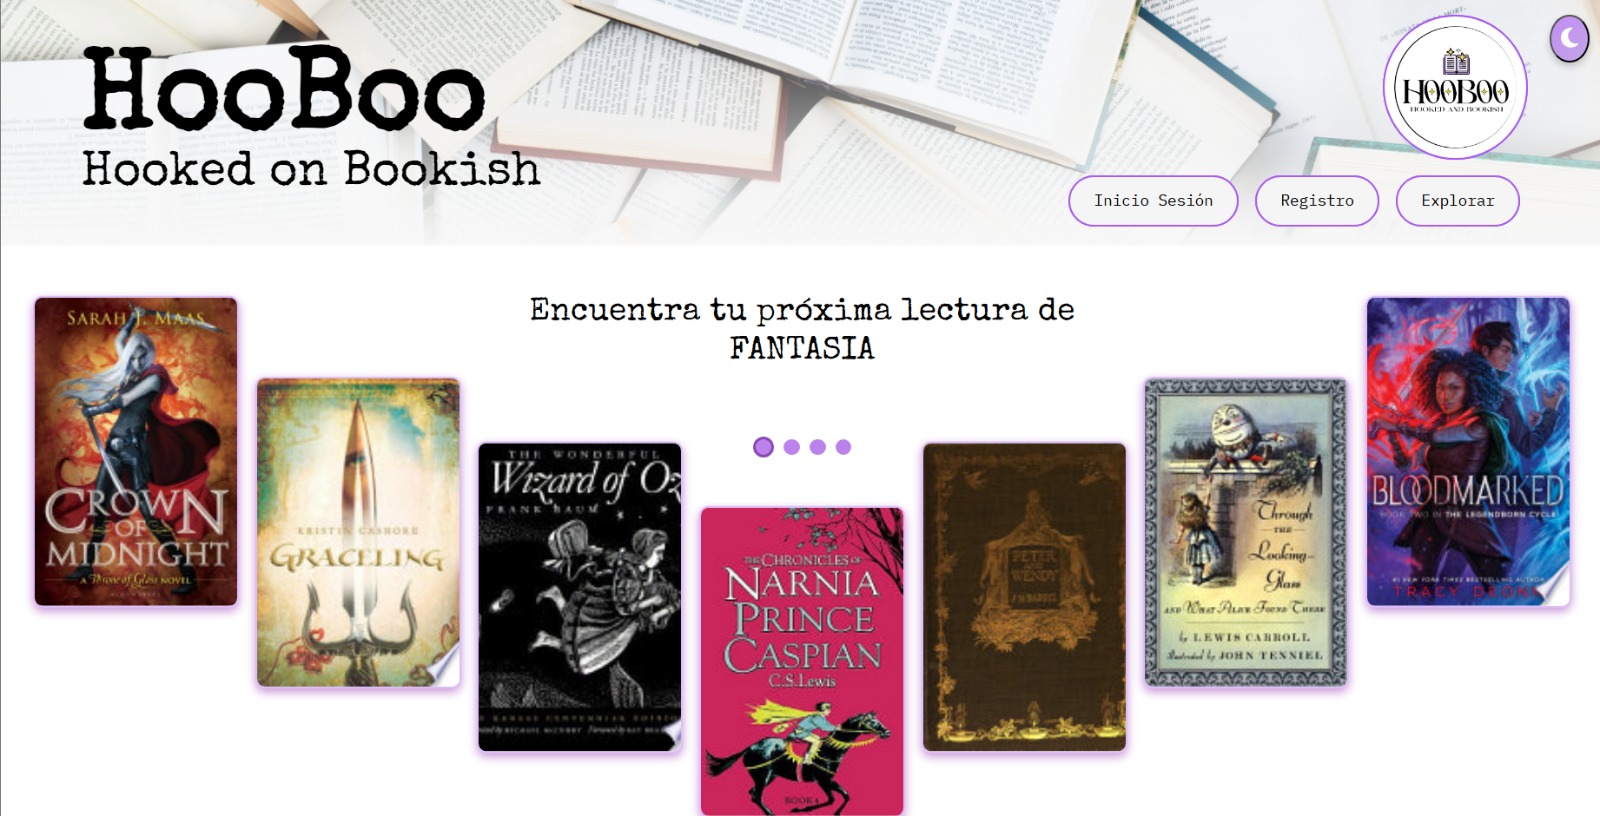 HooBoo
Hooked on Bookish
HOOBOO
HOOKED AND BOOKISH
Inicio Sesión
Registro
Explorar
Encuentra tu próxima lectura de
FANTASIA
SARAH J. MAAS
CROWN
OF
MIDNIGHT
A Throne of Glass NOVEL
BLOOMSBURY
KRISTIN CASHORE
GRACELING
THE WONDERFUL
Wizard of Oz
FRANK BAUM
THE CHRONICLES OF
NARNIA
PRINCE
CASPIAN
C.S.Lewis
BOOK 4
PETER
AND
WENDY
J.M. BARRIE
Through
THE
Looking-
Glass
AND What Alice Found There
by LEWIS CARROLL
Illustrated by JOHN TENNIEL
BLOODMARKED
BOOK TWO IN THE LEGENDBORN CYCLE
#1 NEW YORK TIMES BESTSELLING AUTHOR
TRACY DEONN